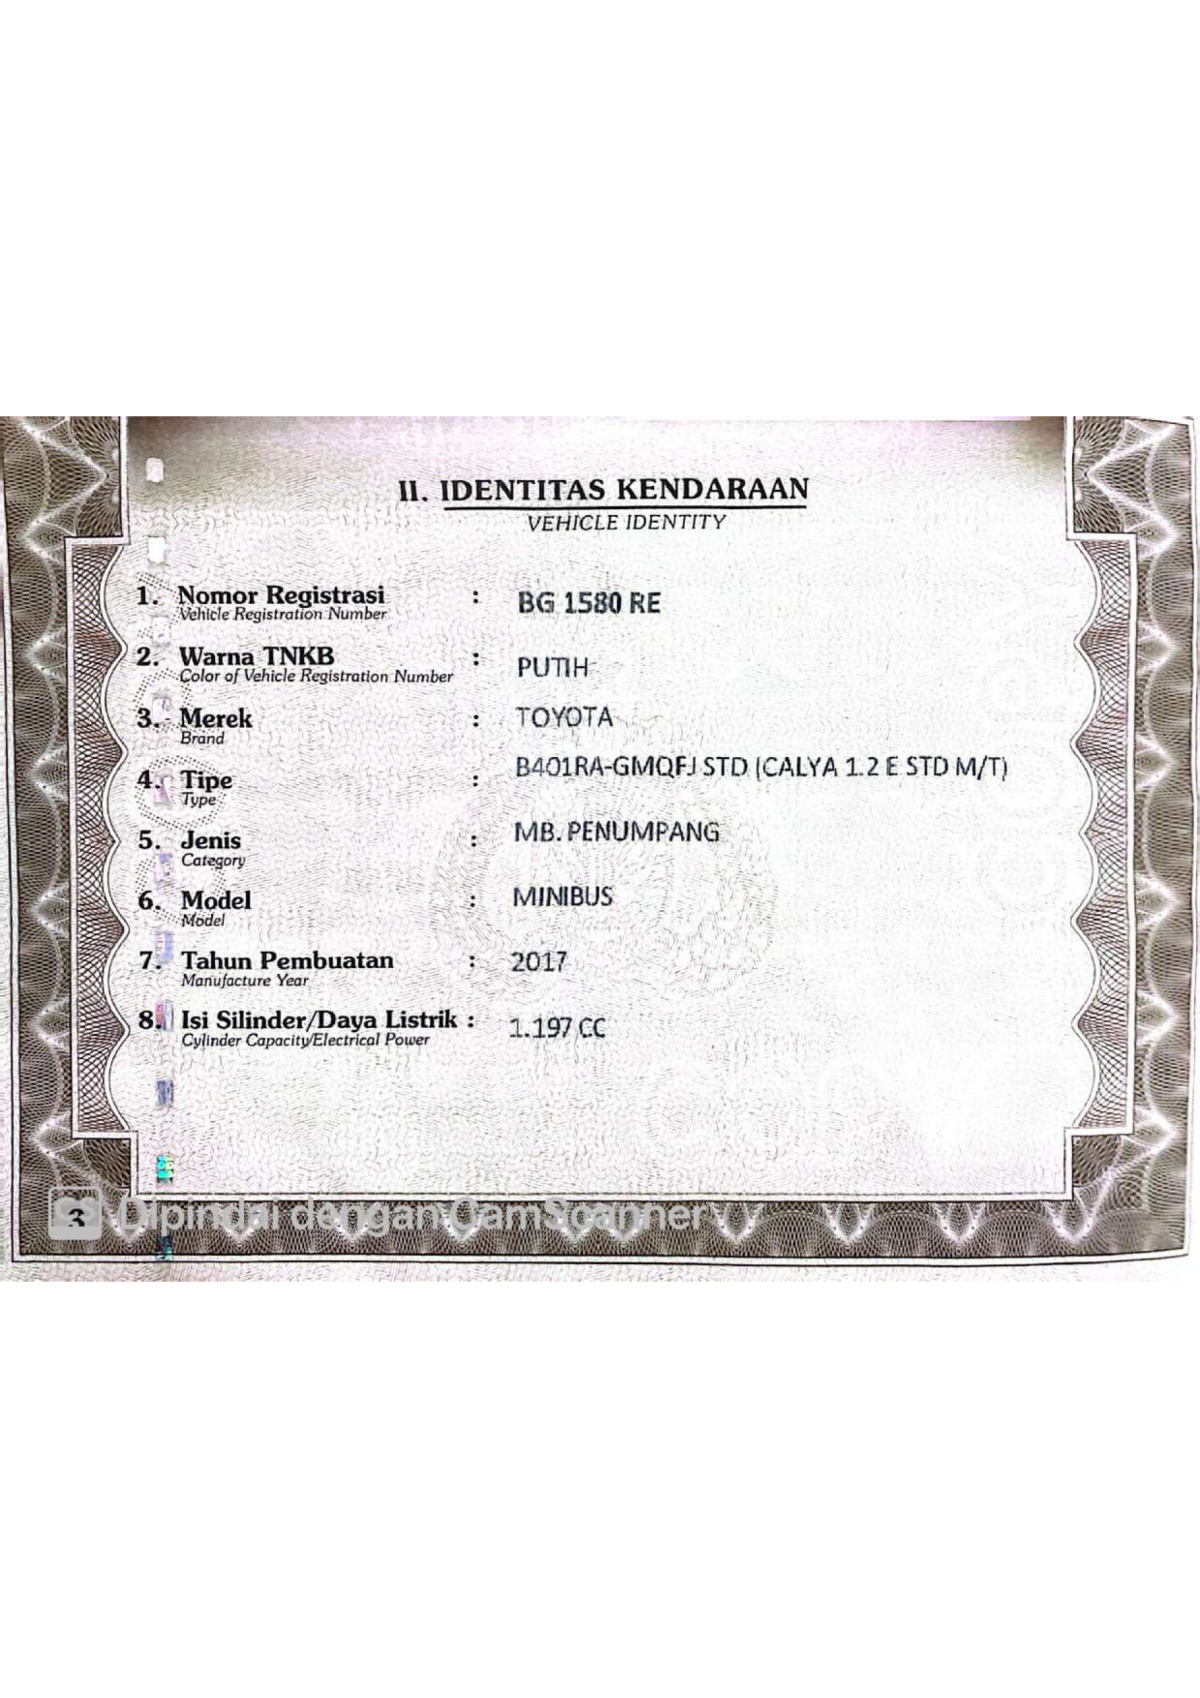 II. IDENTITAS KENDARAAN
VEHICLE IDENTITY
1. Nomor Registrasi : BG 1580 RE
Vehicle Registration Number
2. Warna TNKB : PUTIH
Color of Vehicle Registration Number
3. Merek : TOYOTA
Brand
4. Tipe : B401RA-GMQFJ STD (CALYA 1.2 E STD M/T)
Type
5. Jenis : MB. PENUMPANG
Category
6. Model : MINIBUS
Model
7. Tahun Pembuatan : 2017
Manufacture Year
8. Isi Silinder/Daya Listrik : 1.197 CC
Cylinder Capacity/Electrical Power
3 Dipindai dengan CamScanner